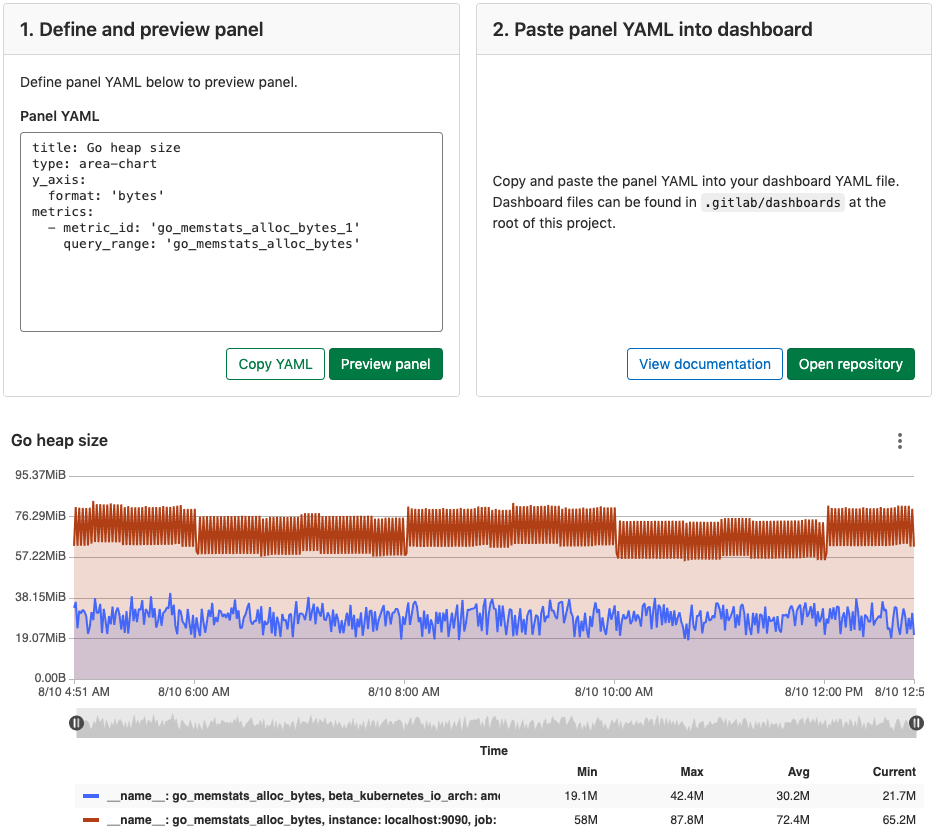 1. Define and preview panel
Define panel YAML below to preview panel.
Panel YAML
title: Go heap size
type: area-chart
y_axis:
  format: 'bytes'
metrics:
  - metric_id: 'go_memstats_alloc_bytes_1'
    query_range: 'go_memstats_alloc_bytes'
Copy YAML
Preview panel
2. Paste panel YAML into dashboard
Copy and paste the panel YAML into your dashboard YAML file.
Dashboard files can be found in .gitlab/dashboards at the
root of this project.
View documentation
Open repository
Go heap size
95.37MiB
76.29MiB
57.22MiB
38.15MiB
19.07MiB
0.00B
8/10 4:51 AM 8/10 6:00 AM 8/10 8:00 AM 8/10 10:00 AM 8/10 12:00 PM 8/10 12:5
Time
Min Max Avg Current
__name__: go_memstats_alloc_bytes, beta_kubernetes_io_arch: amd 19.1M 42.4M 30.2M 21.7M
__name__: go_memstats_alloc_bytes, instance: localhost:9090, job: 58M 87.8M 72.4M 65.2M